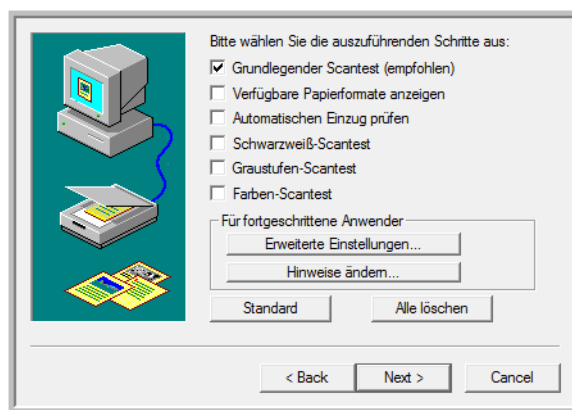 Bitte wählen Sie die auszuführenden Schritte aus:
Grundlegender Scantest (empfohlen)
Verfügbare Papierformate anzeigen
Automatischen Einzug prüfen
Schwarzweiß-Scantest
Graustufen-Scantest
Farben-Scantest
Für fortgeschrittene Anwender
Erweiterte Einstellungen...
Hinweise ändern...
Standard Alle löschen
< Back Next > Cancel